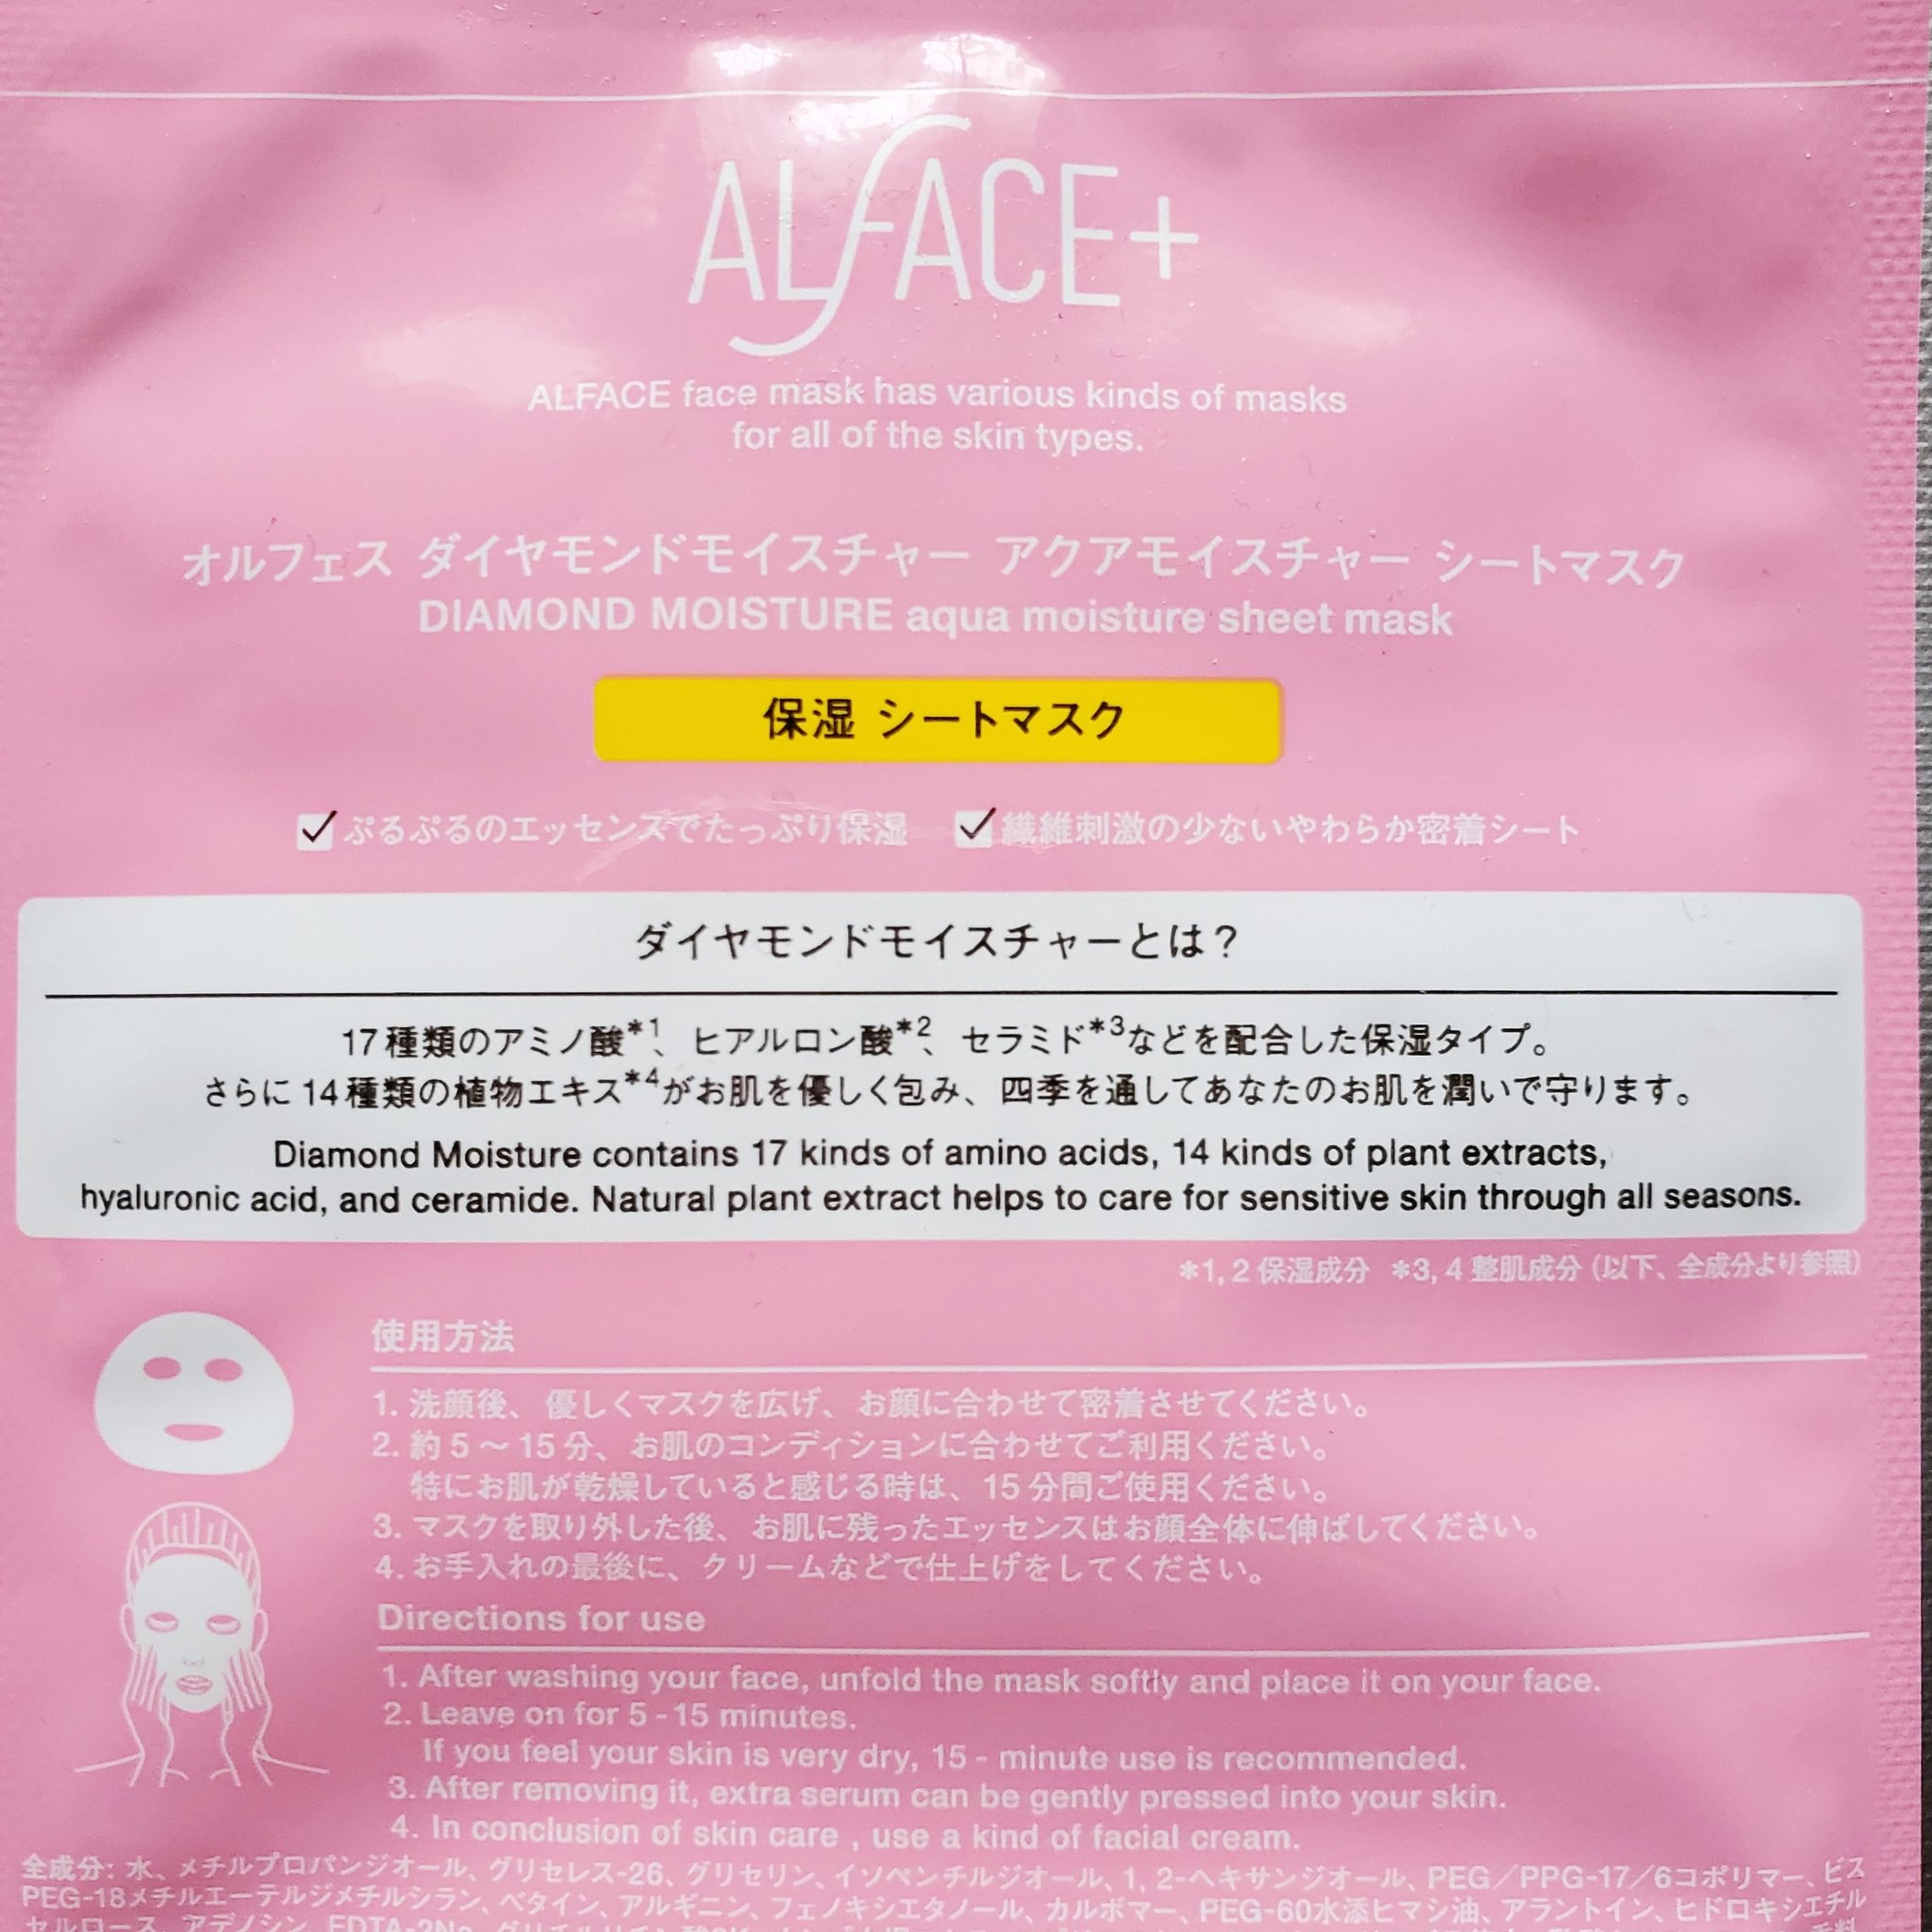 ALFACE+
ALFACE face mask has various kinds of masks
for all of the skin types.
オルフェス ダイヤモンドモイスチャー アクアモイスチャー シートマスク
DIAMOND MOISTURE aqua moisture sheet mask
保湿 シートマスク
ぷるぷるのエッセンスでたっぷり保湿 繊維刺激の少ないやわらか密着シート
ダイヤモンドモイスチャーとは？
17種類のアミノ酸*1、ヒアルロン酸*2、セラミド*3などを配合した保湿タイプ。
さらに14種類の植物エキス*4がお肌を優しく包み、四季を通してあなたのお肌を潤いで守ります。
Diamond Moisture contains 17 kinds of amino acids, 14 kinds of plant extracts,
hyaluronic acid, and ceramide. Natural plant extract helps to care for sensitive skin through all seasons.
*1, 2 保湿成分 *3, 4 整肌成分（以下、全成分より参照）
使用方法
1. 洗顔後、優しくマスクを広げ、お顔に合わせて密着させてください。
2. 約5～15分、お肌のコンディションに合わせてご利用ください。
特にお肌が乾燥していると感じる時は、15分間ご使用ください。
3. マスクを取り外した後、お肌に残ったエッセンスはお顔全体に伸ばしてください。
4. お手入れの最後に、クリームなどで仕上げをしてください。
Directions for use
1. After washing your face, unfold the mask softly and place it on your face.
2. Leave on for 5 - 15 minutes.
If you feel your skin is very dry, 15 - minute use is recommended.
3. After removing it, extra serum can be gently pressed into your skin.
4. In conclusion of skin care , use a kind of facial cream.
全成分: 水、メチルプロパンジオール、グリセレス-26、グリセリン、イソペンチルジオール、1, 2-ヘキサンジオール、PEG／PPG-17／6コポリマー、ビス
PEG-18メチルエーテルジメチルシラン、ベタイン、アルギニン、フェノキシエタノール、カルボマー、PEG-60水添ヒマシ油、アラントイン、ヒドロキシエチル
セルロース、アデノシン、EDTA-2Na